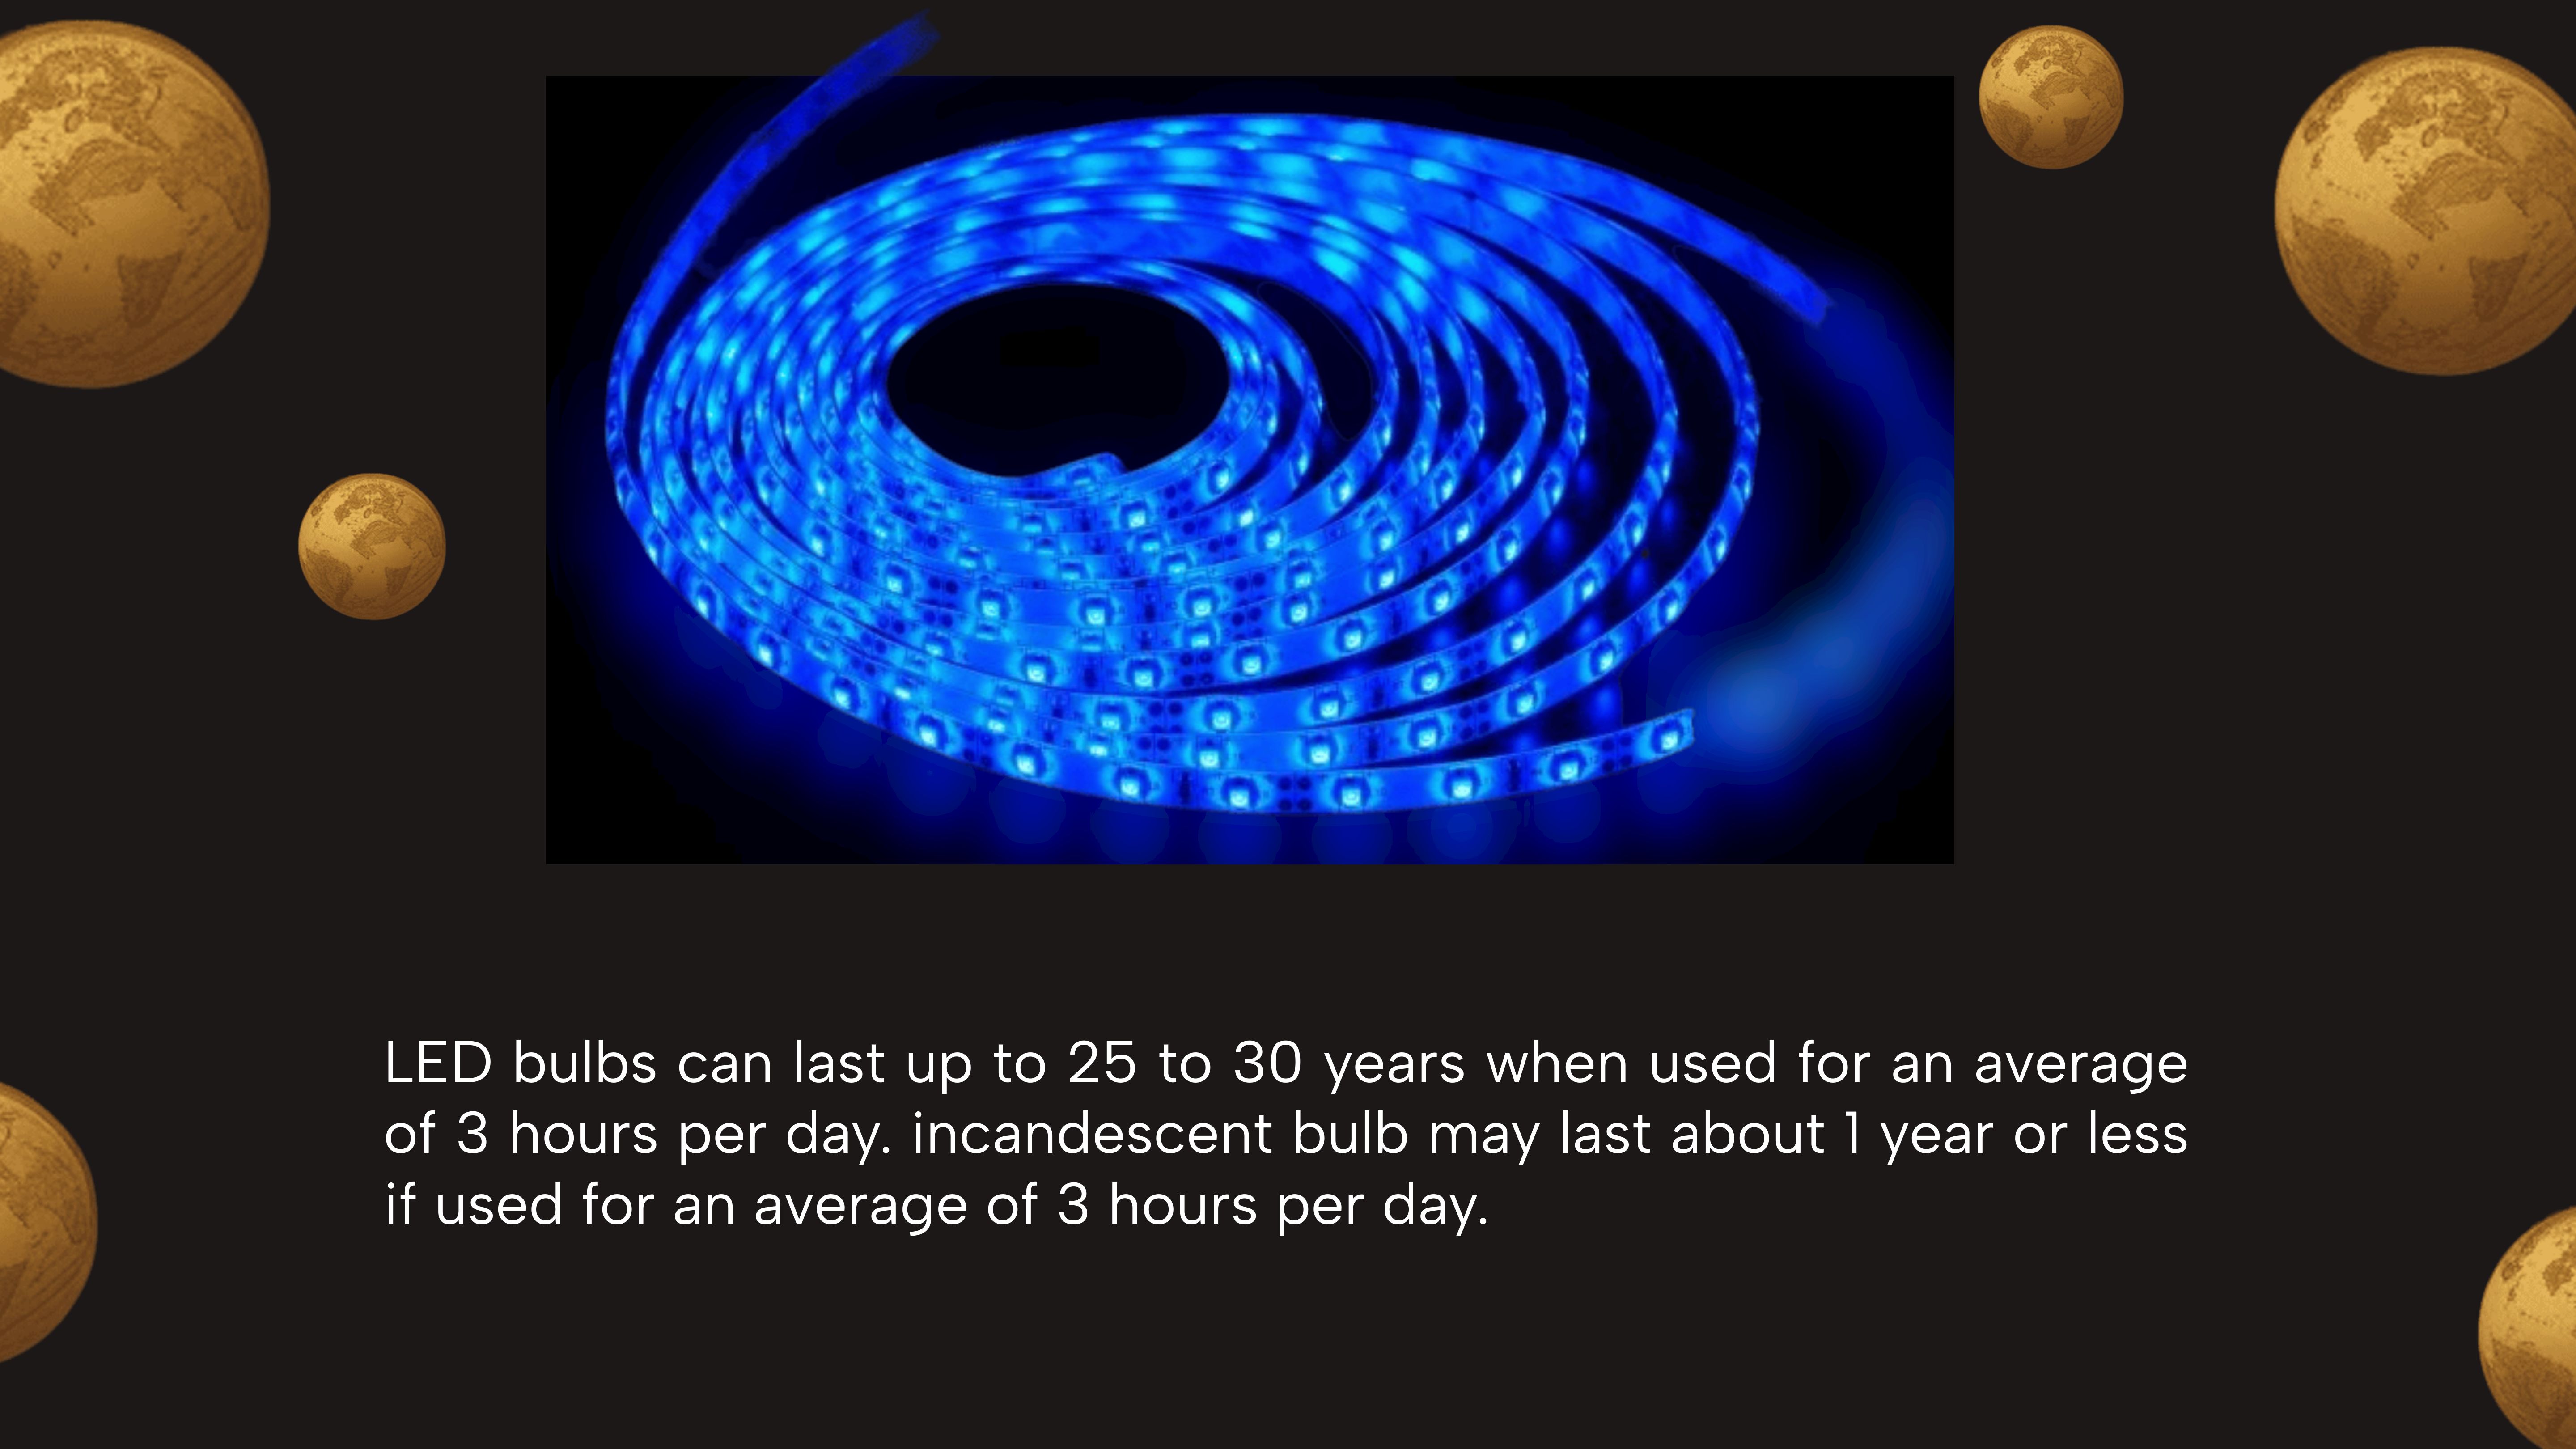 LED bulbs can last up to 25 to 30 years when used for an average
of 3 hours per day. incandescent bulb may last about 1 year or less
if used for an average of 3 hours per day.